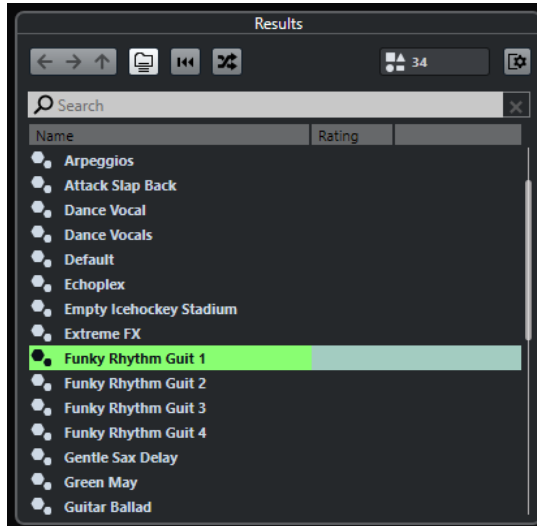 Results
34
Search
Name Rating
Arpeggios
Attack Slap Back
Dance Vocal
Dance Vocals
Default
Echoplex
Empty Icehockey Stadium
Extreme FX
Funky Rhythm Guit 1
Funky Rhythm Guit 2
Funky Rhythm Guit 3
Funky Rhythm Guit 4
Gentle Sax Delay
Green May
Guitar Ballad